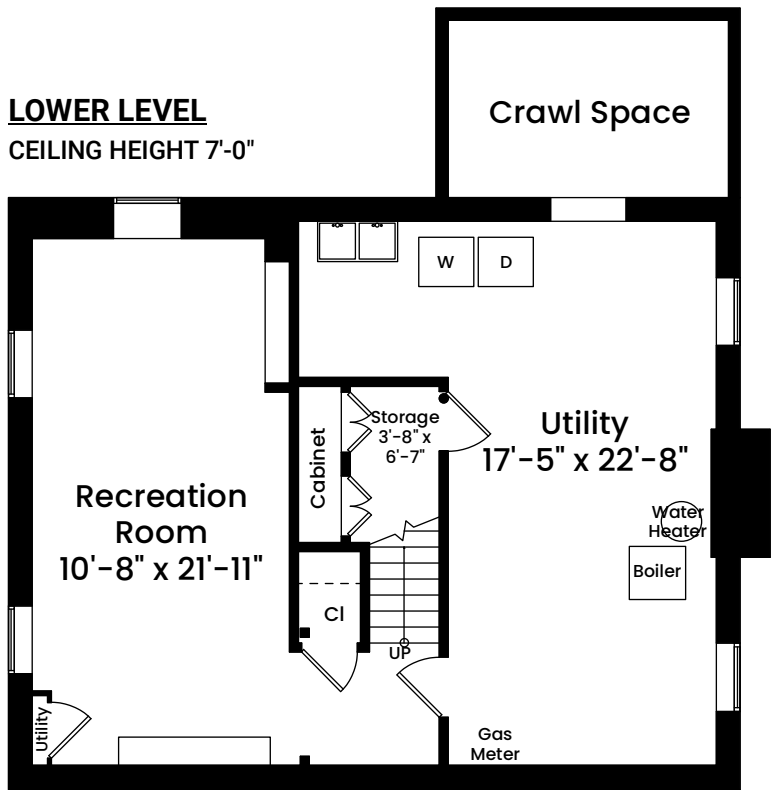 LOWER LEVEL
CEILING HEIGHT 7'-0"
Crawl Space
W
D
Storage
3'-8" x
6'-7"
Cabinet
Utility
17'-5" x 22'-8"
Recreation
Room
10'-8" x 21'-11"
Water
Heater
Boiler
Cl
UP
Utility
Gas
Meter